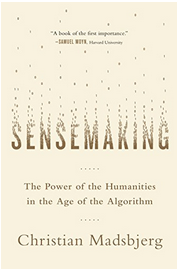 "A book of the first importance."
—SAMUEL MOYN, Harvard University
SENSEMAKING
The Power of the Humanities
in the Age of the Algorithm
Christian Madsbjerg